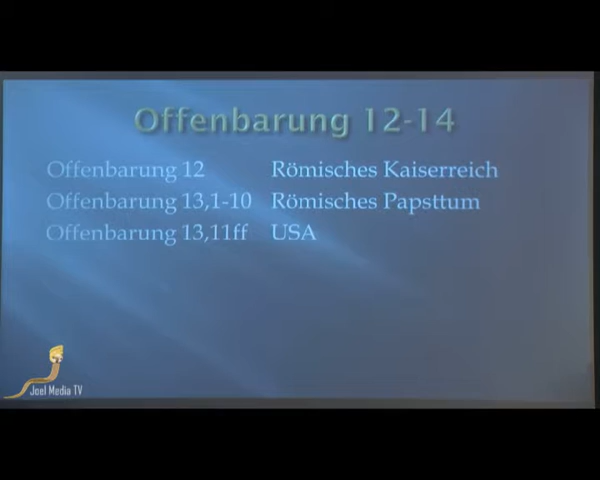 Offenbarung 12-14
Offenbarung 12 Römisches Kaiserreich
Offenbarung 13,1-10 Römisches Papsttum
Offenbarung 13,11ff USA
Joel Media TV